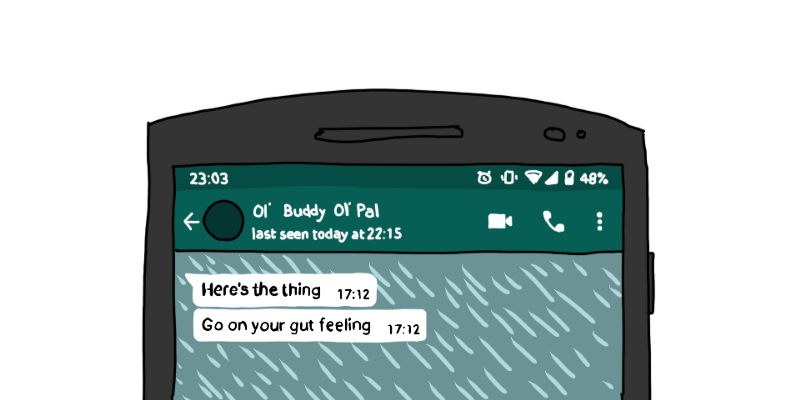 23:03 48%
Ol' Buddy Ol' Pal
last seen today at 22:15
Here's the thing 17:12
Go on your gut feeling 17:12